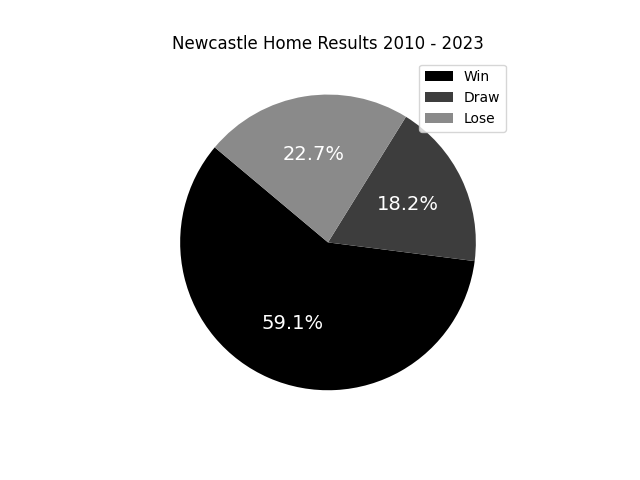 Newcastle Home Results 2010 - 2023
Win
Draw
Lose
22.7%
18.2%
59.1%